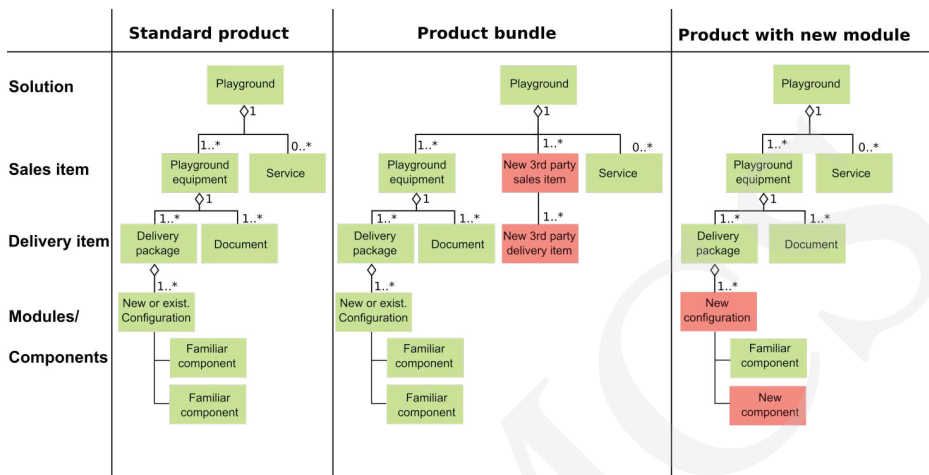 Standard product
Product bundle
Product with new module
Solution
Playground
1
Playground
1
Playground
1
1..*
0..*
1..*
1..*
0..*
1..*
0..*
Sales item
Playground
equipment
Service
Playground
equipment
New 3rd party
sales item
Service
Playground
equipment
Service
1
1
1
1..*
1..*
1..*
1..*
1..*
1..*
1..*
Delivery item
Delivery
package
Document
Delivery
package
Document
New 3rd party
delivery item
Delivery
package
Document
1..*
1..*
1..*
Modules/
Components
New or exist.
Configuration
New or exist.
Configuration
New
configuration
Familiar
component
Familiar
component
Familiar
component
Familiar
component
Familiar
component
New
component